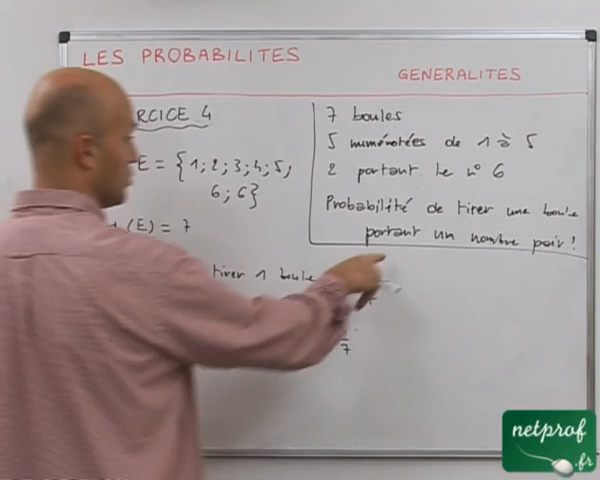 LES PROBABILITES
GENERALITES
RCICE 4
E = {1; 2; 3; 4; 5;
6; 6}
(E) = 7
tirer 1 boule
7
7 boules
5 numérotées de 1 à 5
2 portant le n° 6
Probabilité de tirer une boule
portant un nombre pair !
netprof
.fr